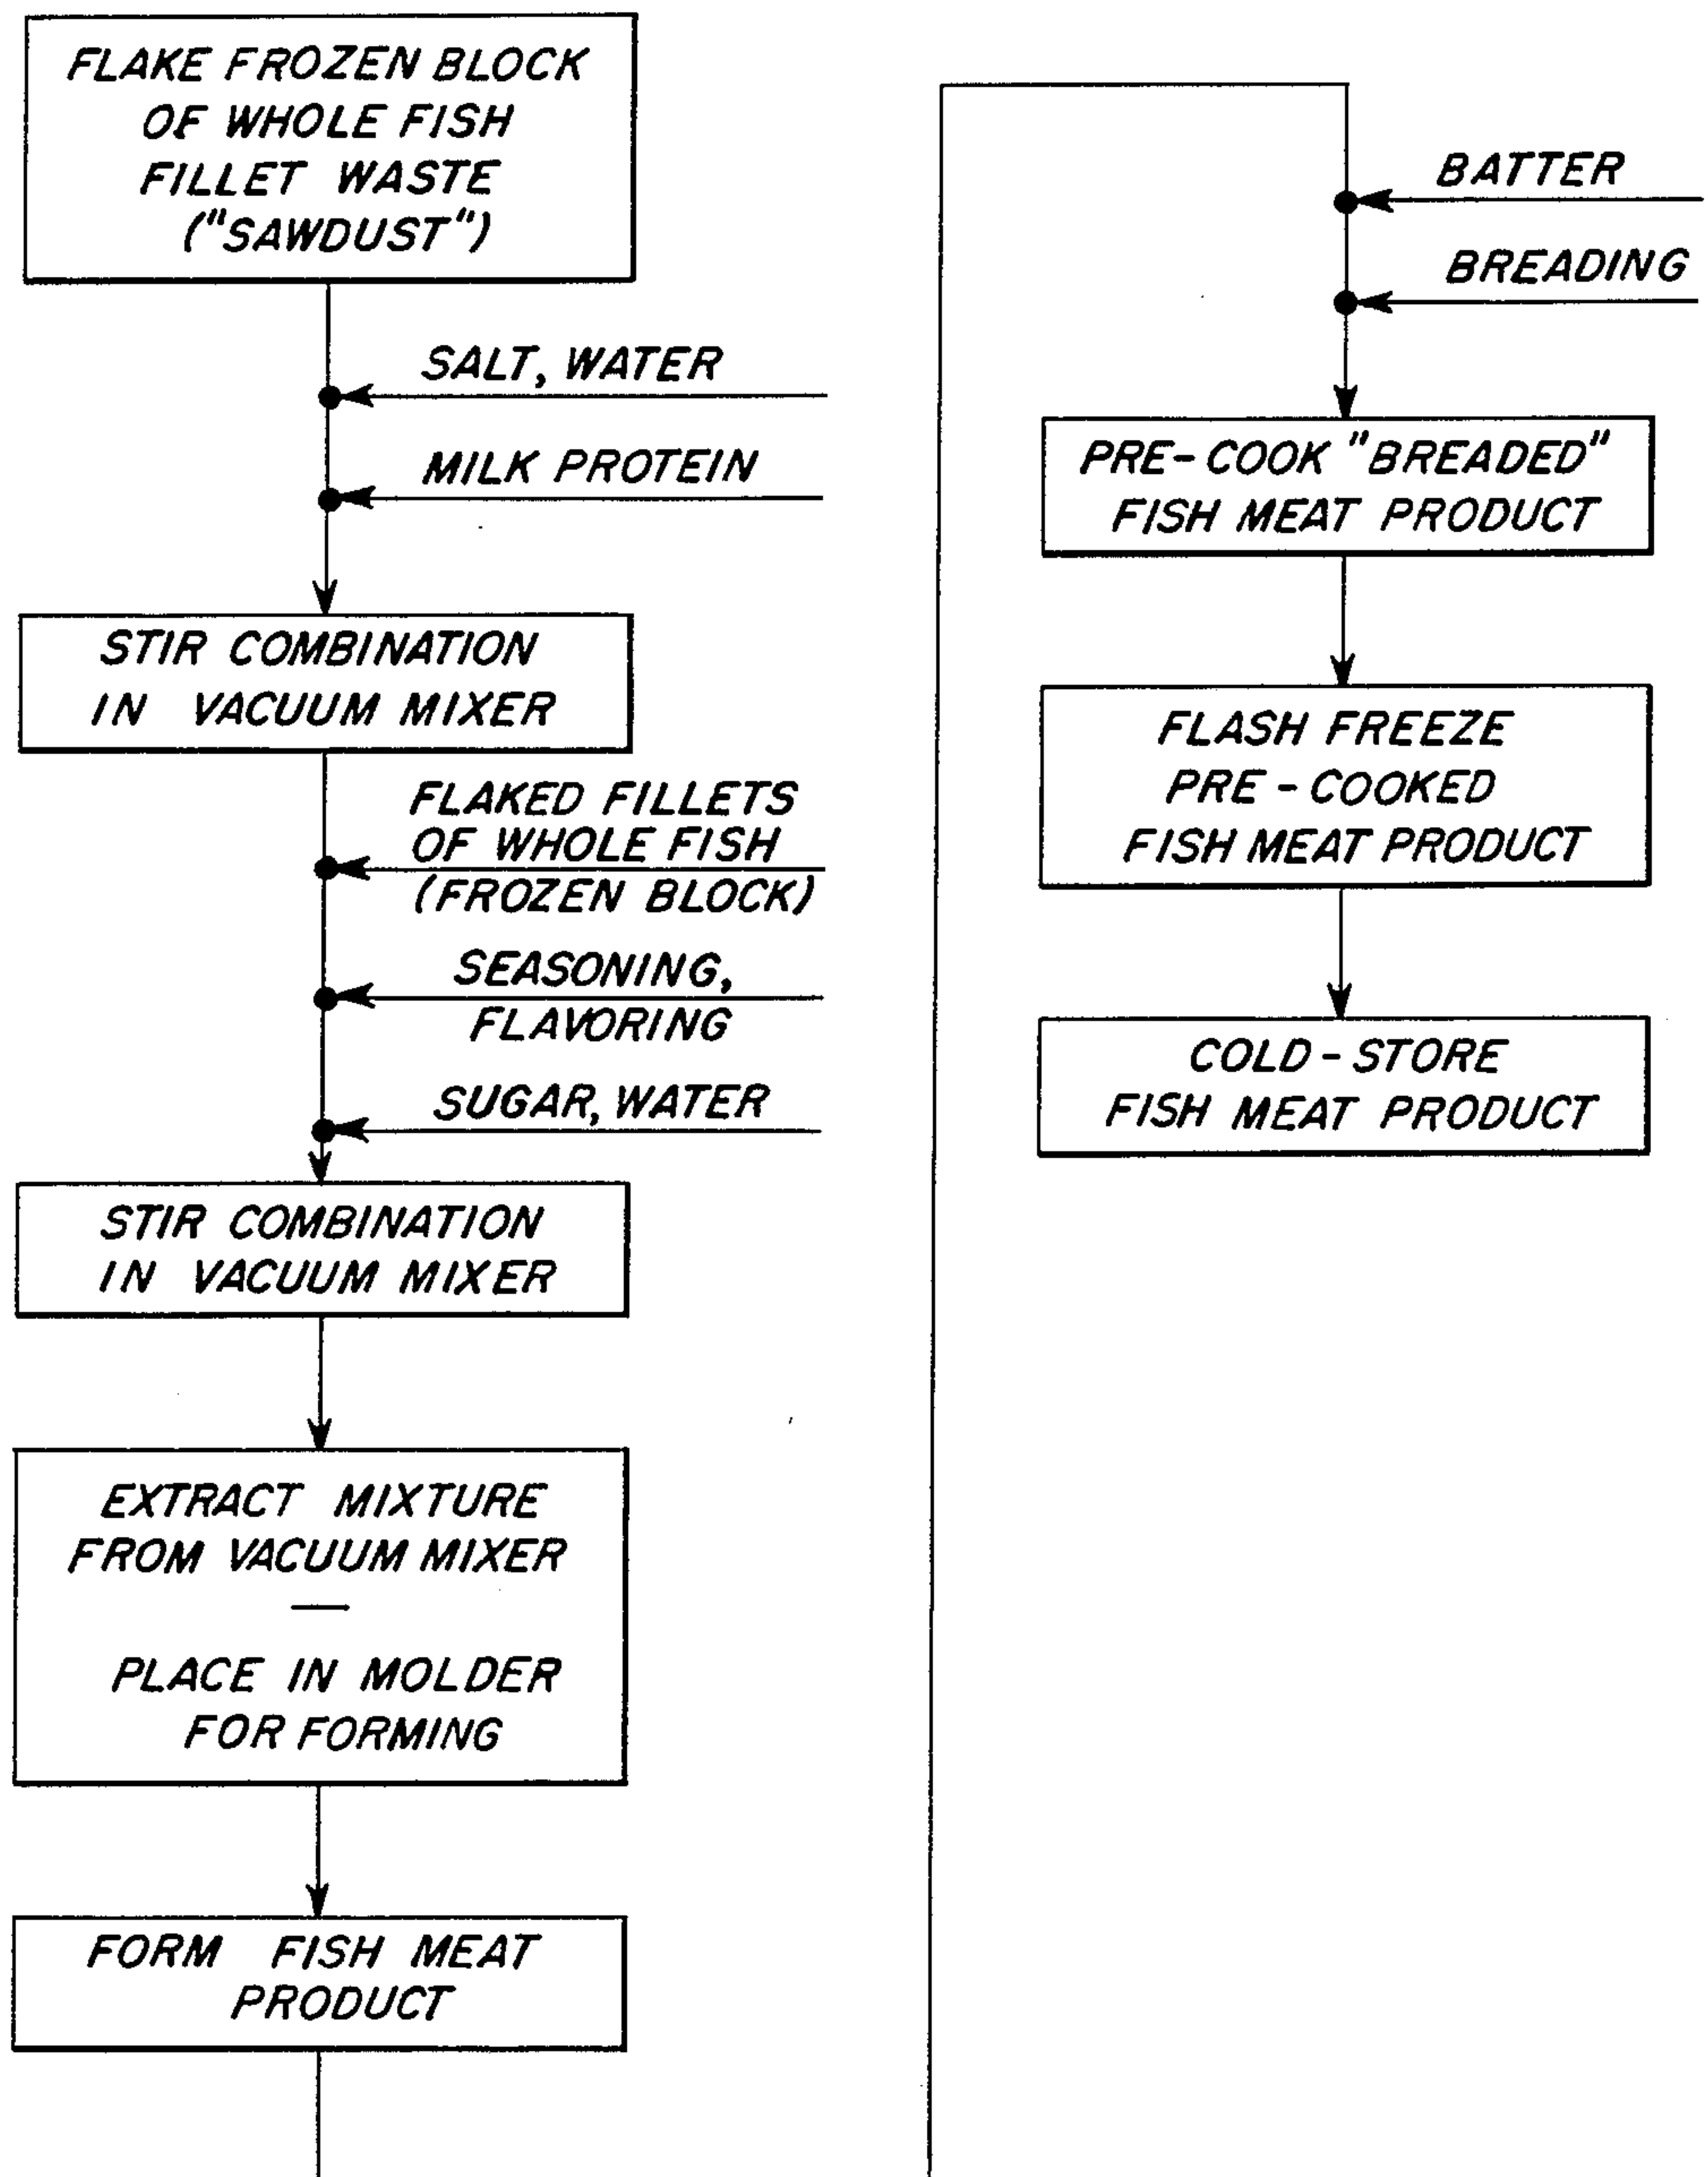 FLAKE FROZEN BLOCK
OF WHOLE FISH
FILLET WASTE
("SAWDUST")
SALT, WATER
MILK PROTEIN
STIR COMBINATION
IN VACUUM MIXER
FLAKED FILLETS
OF WHOLE FISH
(FROZEN BLOCK)
SEASONING,
FLAVORING
SUGAR, WATER
STIR COMBINATION
IN VACUUM MIXER
EXTRACT MIXTURE
FROM VACUUM MIXER
—
PLACE IN MOLDER
FOR FORMING
FORM FISH MEAT
PRODUCT
BATTER
BREADING
PRE-COOK "BREADED"
FISH MEAT PRODUCT
FLASH FREEZE
PRE-COOKED
FISH MEAT PRODUCT
COLD-STORE
FISH MEAT PRODUCT